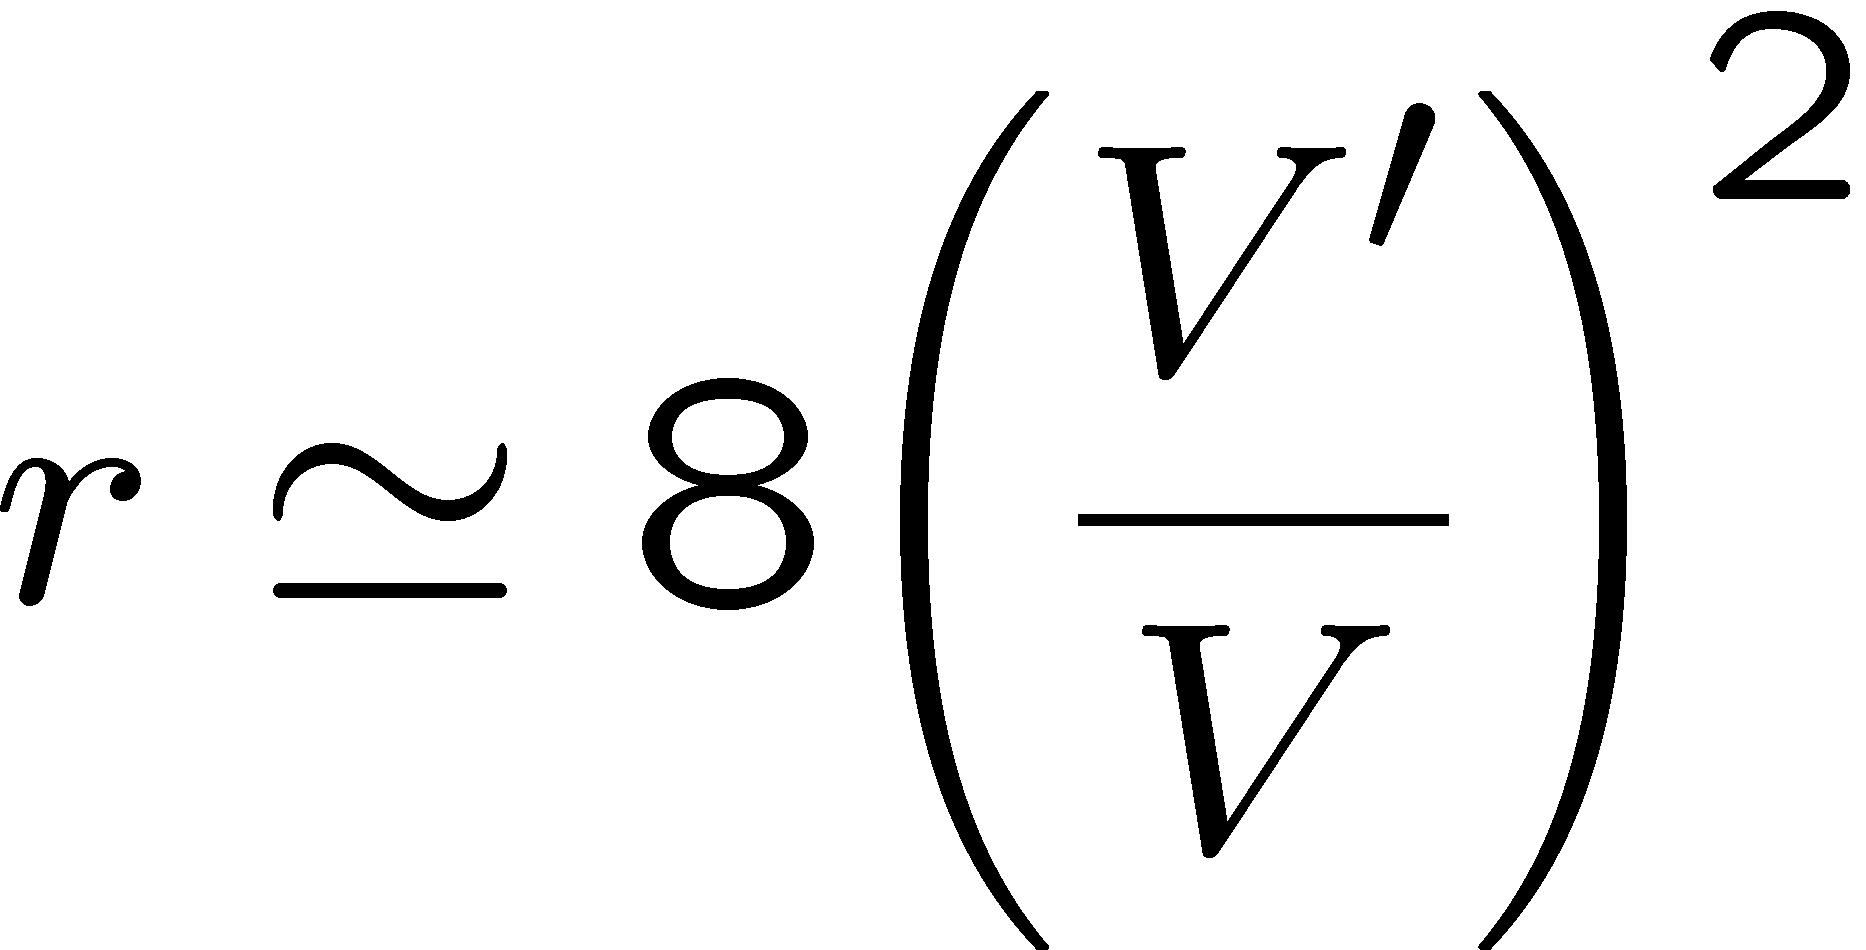 r ≃ 8 (V′/V)²